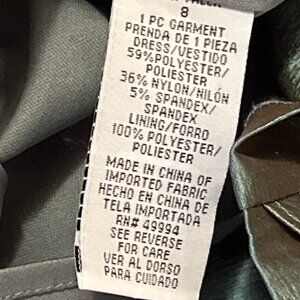 8
1 PC GARMENT
PRENDA DE 1 PIEZA
DRESS/VESTIDO
59%POLYESTER/
POLIESTER
36% NYLON/NILÓN
5% SPANDEX/
SPANDEX
LINING/FORRO
100% POLYESTER/
POLIESTER
MADE IN CHINA OF
IMPORTED FABRIC
HECHO EN CHINA DE
TELA IMPORTADA
RN# 49994
SEE REVERSE
FOR CARE
VER AL DORSO
PARA CUIDADO